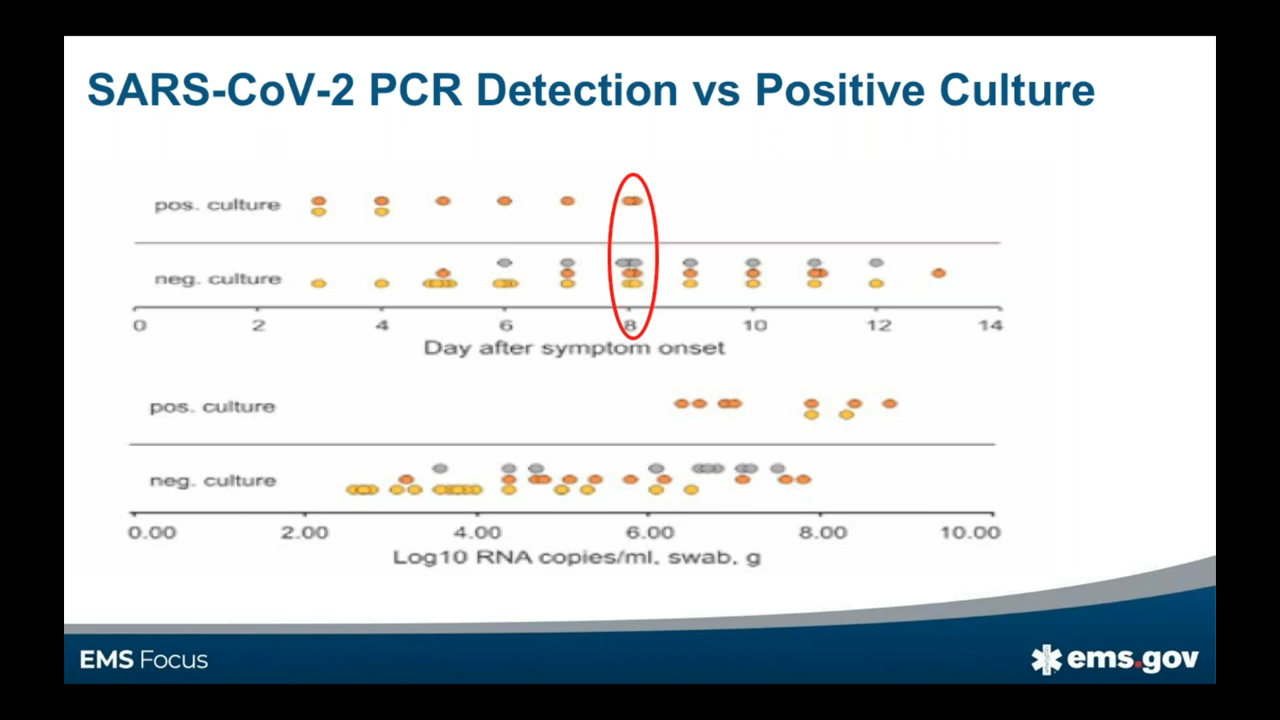 SARS-CoV-2 PCR Detection vs Positive Culture
pos. culture
neg. culture
0 2 4 6 8 10 12 14
Day after symptom onset
pos. culture
neg. culture
0.00 2.00 4.00 6.00 8.00 10.00
Log10 RNA copies/ml, swab, g
EMS Focus
ems.gov